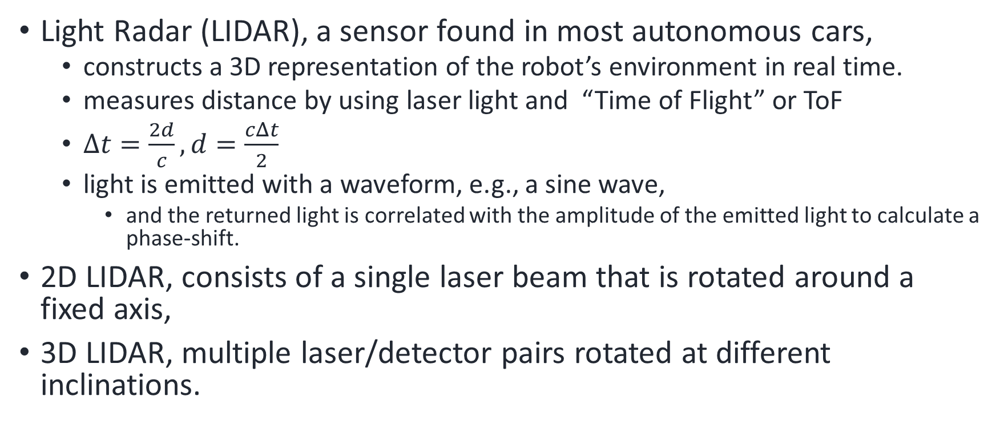 • Light Radar (LIDAR), a sensor found in most autonomous cars,
• constructs a 3D representation of the robot’s environment in real time.
• measures distance by using laser light and “Time of Flight” or ToF
• Δt = 2d/c, d = cΔt/2
• light is emitted with a waveform, e.g., a sine wave,
• and the returned light is correlated with the amplitude of the emitted light to calculate a
phase-shift.
• 2D LIDAR, consists of a single laser beam that is rotated around a
fixed axis,
• 3D LIDAR, multiple laser/detector pairs rotated at different
inclinations.